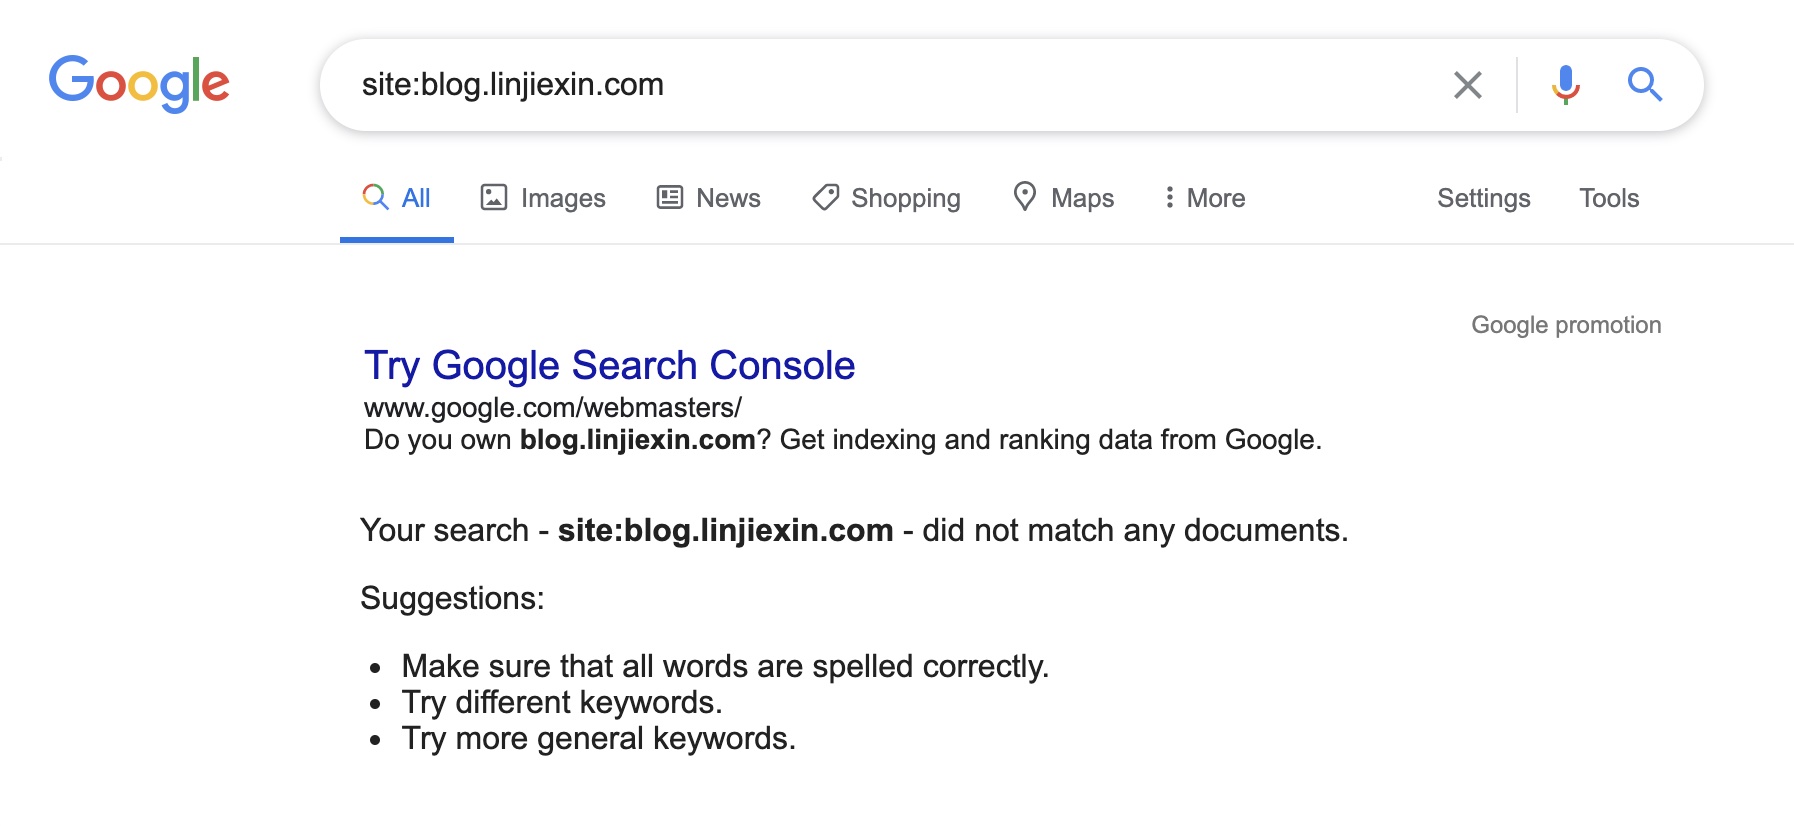 Google
site:blog.linjiexin.com
All Images News Shopping Maps More Settings Tools
Google promotion
Try Google Search Console
www.google.com/webmasters/
Do you own blog.linjiexin.com? Get indexing and ranking data from Google.
Your search - site:blog.linjiexin.com - did not match any documents.
Suggestions:
Make sure that all words are spelled correctly.
Try different keywords.
Try more general keywords.